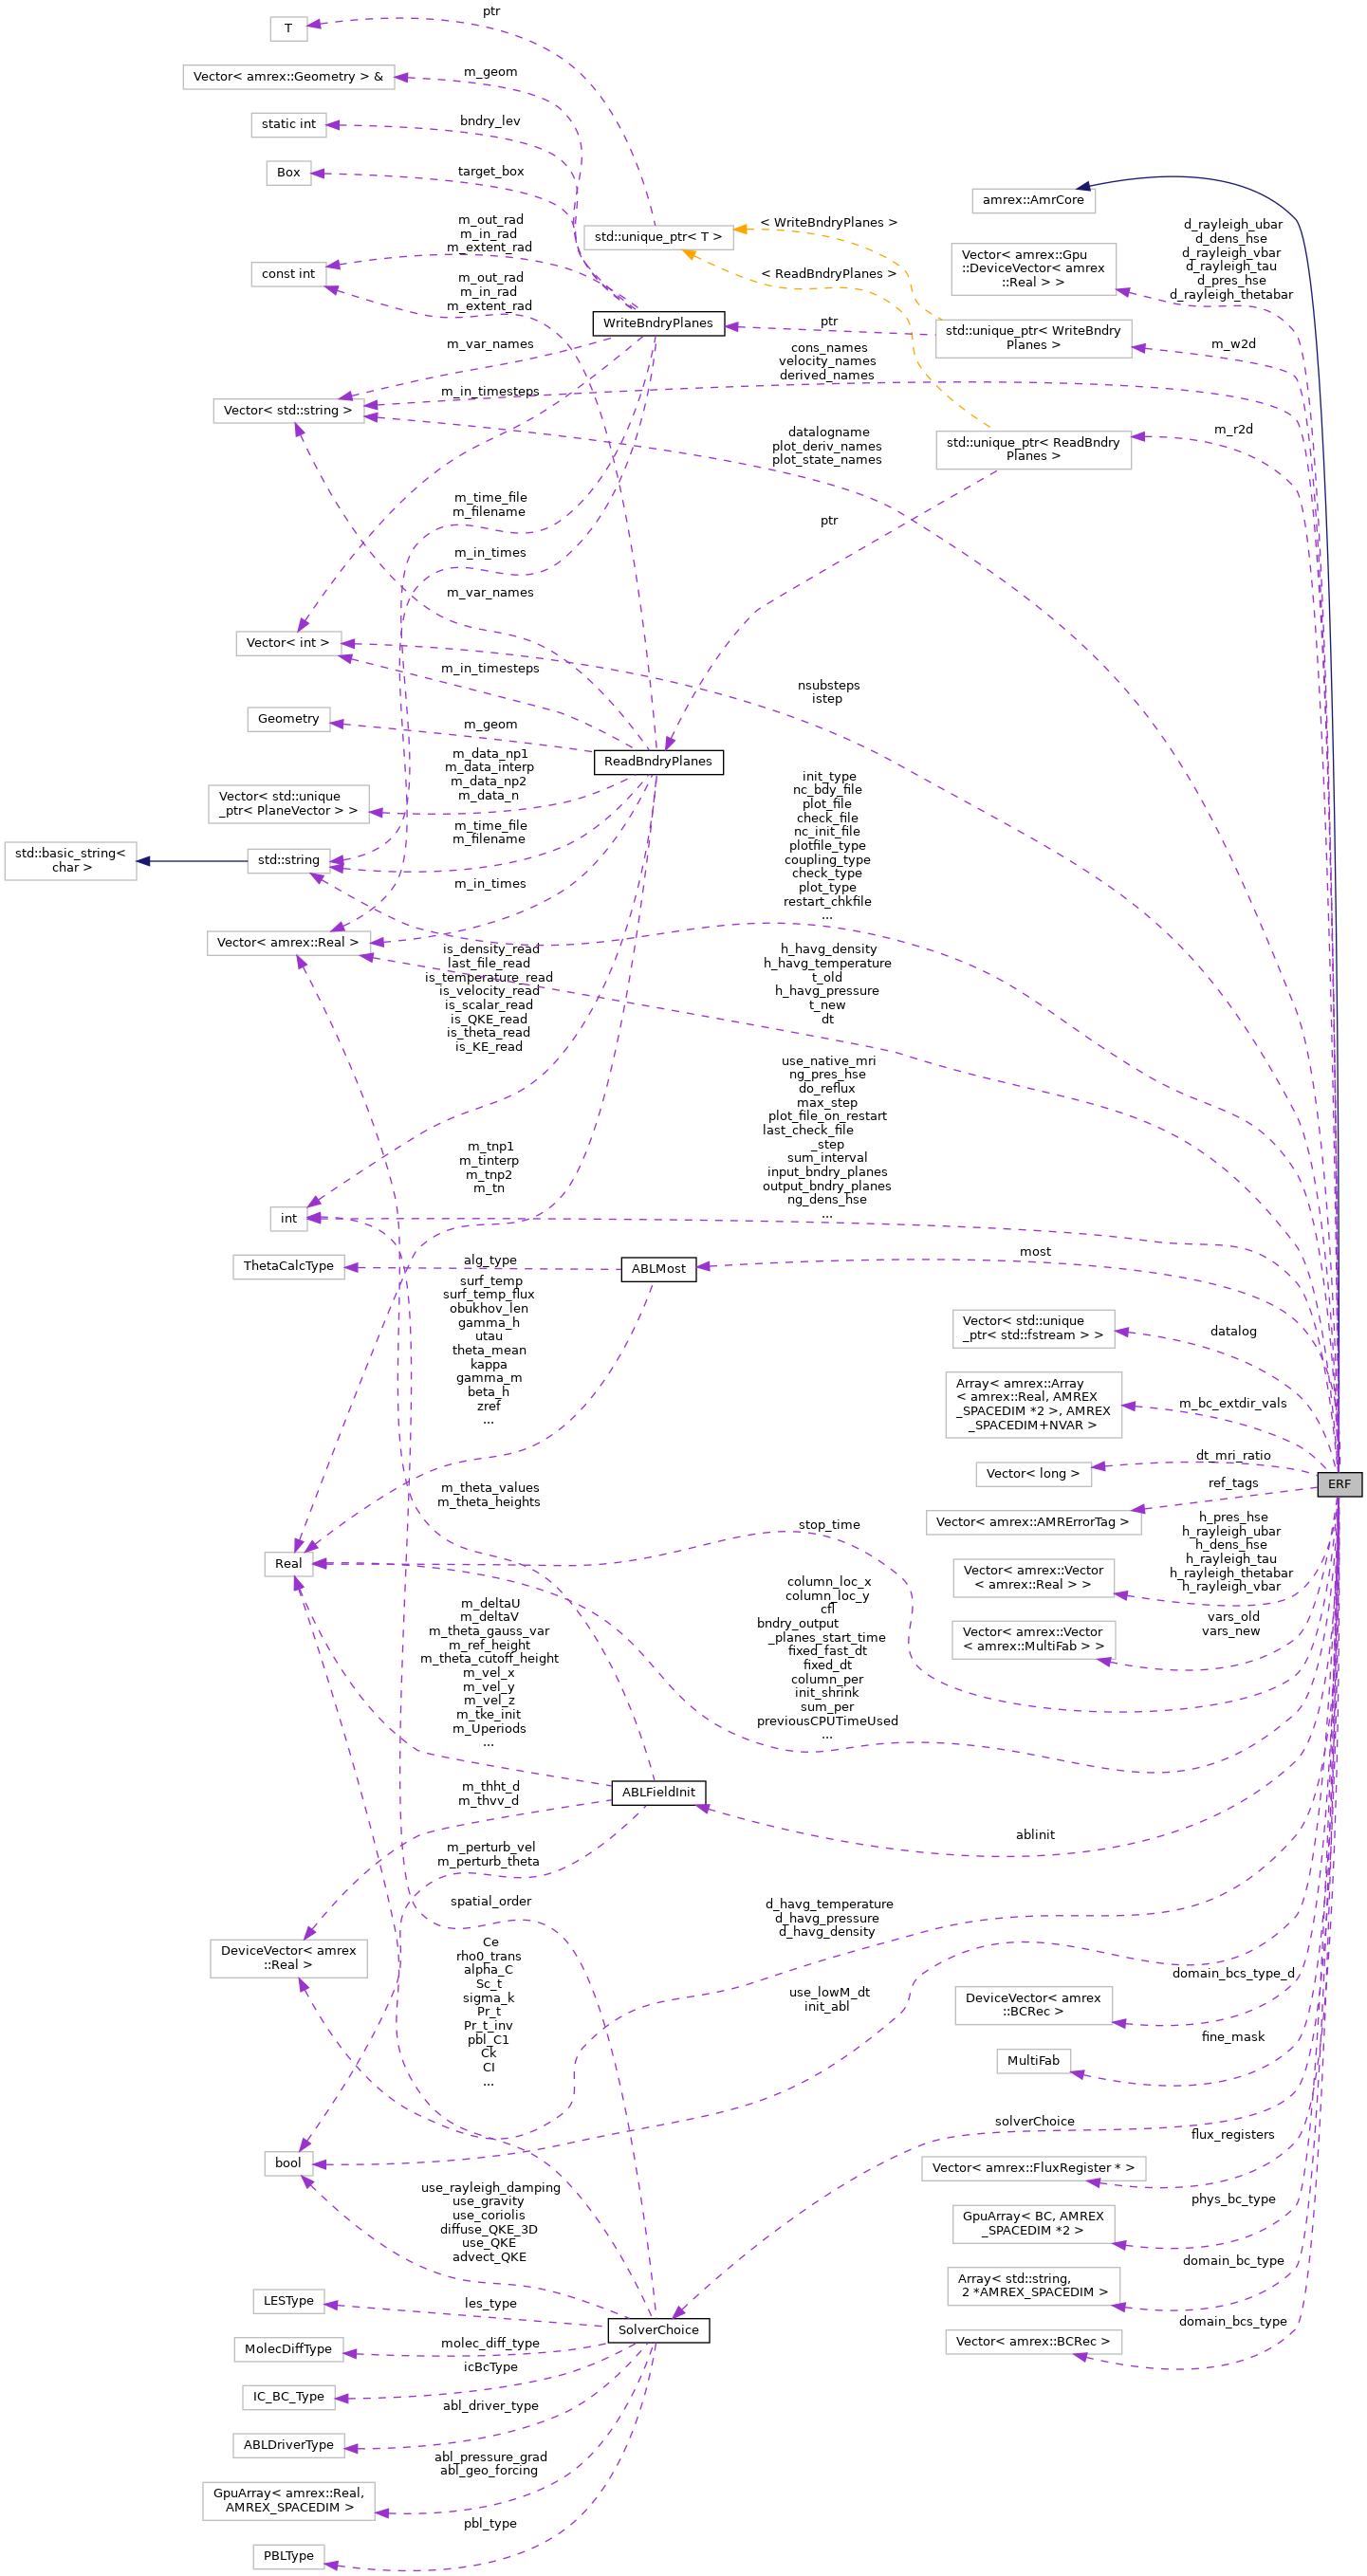 ptr
T
Vector< amrex::Geometry > &
m_geom
static int
bndry_lev
Box
target_box
amrex::AmrCore
m_out_rad
m_in_rad
m_extent_rad
std::unique_ptr< T >
< WriteBndryPlanes >
Vector< amrex::Gpu
::DeviceVector< amrex
::Real > >
d_rayleigh_ubar
d_dens_hse
d_rayleigh_vbar
d_rayleigh_tau
d_pres_hse
d_rayleigh_thetabar
const int
m_out_rad
m_in_rad
m_extent_rad
< ReadBndryPlanes >
WriteBndryPlanes
ptr
std::unique_ptr< WriteBndry
Planes >
m_w2d
m_var_names
cons_names
velocity_names
derived_names
m_in_timesteps
Vector< std::string >
datalogname
plot_deriv_names
plot_state_names
std::unique_ptr< ReadBndry
Planes >
m_r2d
m_time_file
m_filename
ptr
m_in_times
m_var_names
Vector< int >
m_in_timesteps
nsubsteps
istep
Geometry
m_geom
ReadBndryPlanes
m_data_np1
m_data_interp
m_data_np2
m_data_n
Vector< std::unique
_ptr< PlaneVector > >
init_type
nc_bdy_file
plot_file
check_file
nc_init_file
plotfile_type
coupling_type
check_type
plot_type
restart_chkfile
...
m_time_file
m_filename
std::basic_string<
char >
std::string
m_in_times
Vector< amrex::Real >
is_density_read
last_file_read
is_temperature_read
is_velocity_read
is_scalar_read
is_QKE_read
is_theta_read
is_KE_read
h_havg_density
h_havg_temperature
t_old
h_havg_pressure
t_new
dt
use_native_mri
ng_pres_hse
do_reflux
max_step
plot_file_on_restart
last_check_file
_step
sum_interval
input_bndry_planes
output_bndry_planes
ng_dens_hse
...
m_tnp1
m_tinterp
m_tnp2
m_tn
int
ThetaCalcType
alg_type
ABLMost
most
surf_temp
surf_temp_flux
obukhov_len
gamma_h
utau
theta_mean
kappa
gamma_m
beta_h
zref
...
Vector< std::unique
_ptr< std::fstream > >
datalog
Array< amrex::Array
< amrex::Real, AMREX
_SPACEDIM *2 >, AMREX
_SPACEDIM+NVAR >
m_bc_extdir_vals
Vector< long >
dt_mri_ratio
ERF
m_theta_values
m_theta_heights
ref_tags
Vector< amrex::AMRErrorTag >
stop_time
h_pres_hse
h_rayleigh_ubar
h_dens_hse
h_rayleigh_tau
h_rayleigh_thetabar
h_rayleigh_vbar
Real
Vector< amrex::Vector
< amrex::Real > >
column_loc_x
column_loc_y
cfl
bndry_output
_planes_start_time
fixed_fast_dt
fixed_dt
column_per
init_shrink
sum_per
previousCPUTimeUsed
...
m_deltaU
m_deltaV
m_theta_gauss_var
m_ref_height
m_theta_cutoff_height
m_vel_x
m_vel_y
m_vel_z
m_tke_init
m_Uperiods
...
vars_old
vars_new
Vector< amrex::Vector
< amrex::MultiFab > >
ABLFieldInit
m_thht_d
m_thvv_d
ablinit
m_perturb_vel
m_perturb_theta
spatial_order
d_havg_temperature
d_havg_pressure
d_havg_density
DeviceVector< amrex
::Real >
Ce
rho0_trans
alpha_C
Sc_t
sigma_k
Pr_t
Pr_t_inv
pbl_C1
Ck
CI
...
use_lowM_dt
init_abl
domain_bcs_type_d
DeviceVector< amrex
::BCRec >
fine_mask
MultiFab
solverChoice
flux_registers
bool
Vector< amrex::FluxRegister * >
use_rayleigh_damping
use_gravity
use_coriolis
diffuse_QKE_3D
use_QKE
advect_QKE
phys_bc_type
GpuArray< BC, AMREX
_SPACEDIM *2 >
domain_bc_type
Array< std::string,
2 *AMREX_SPACEDIM >
LESType
les_type
SolverChoice
domain_bcs_type
Vector< amrex::BCRec >
MolecDiffType
molec_diff_type
icBcType
IC_BC_Type
abl_driver_type
ABLDriverType
abl_pressure_grad
abl_geo_forcing
GpuArray< amrex::Real,
AMREX_SPACEDIM >
pbl_type
PBLType